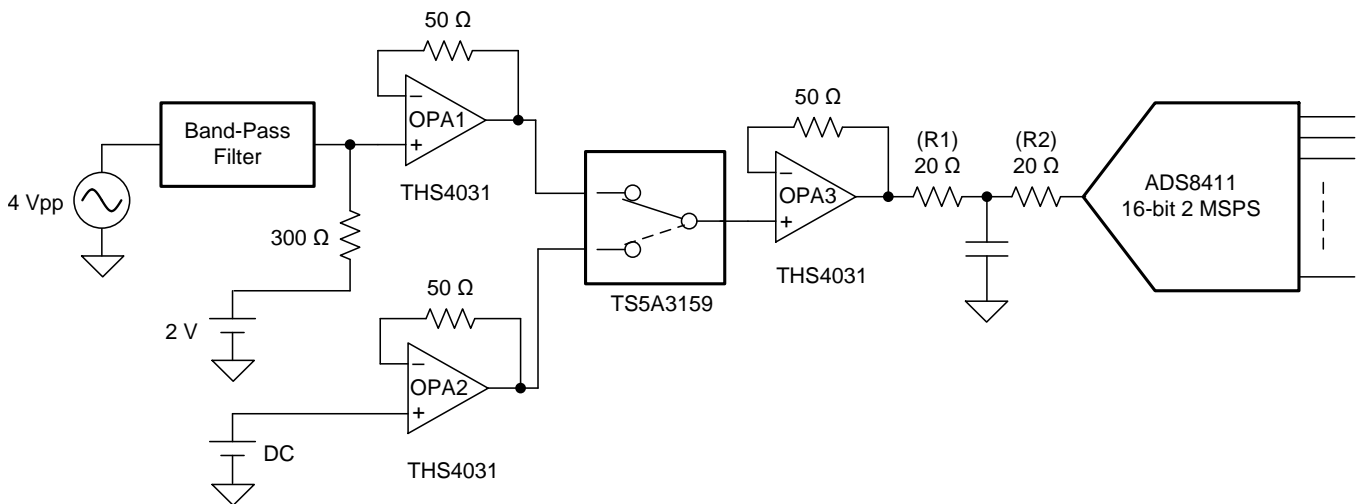 50 Ω
Band-Pass
Filter
−
OPA1
+
THS4031
4 Vpp
300 Ω
2 V
50 Ω
−
OPA2
+
DC
THS4031
TS5A3159
50 Ω
−
OPA3
+
THS4031
(R1)
20 Ω
(R2)
20 Ω
ADS8411
16-bit 2 MSPS